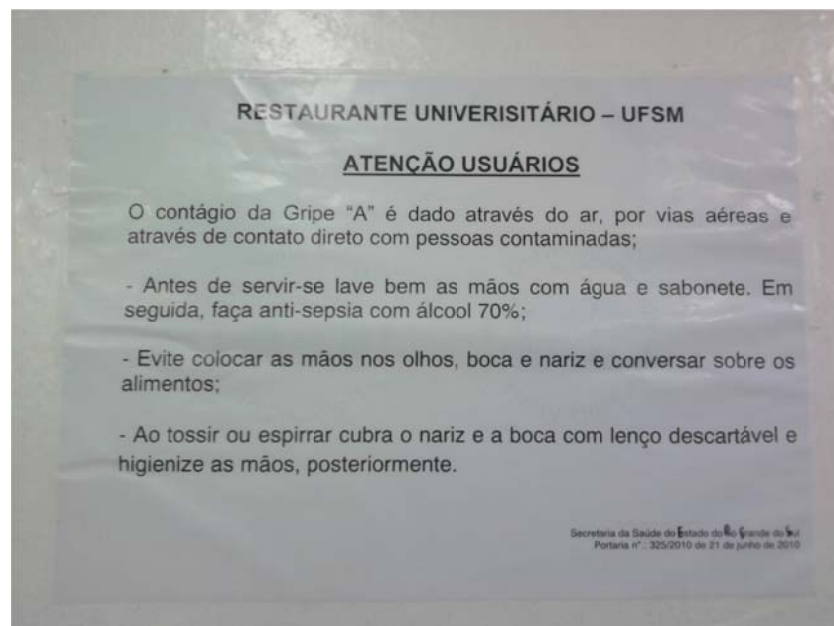 RESTAURANTE UNIVERISITÁRIO – UFSM
ATENÇÃO USUÁRIOS
O contágio da Gripe “A” é dado através do ar, por vias aéreas e
através de contato direto com pessoas contaminadas;
- Antes de servir-se lave bem as mãos com água e sabonete. Em
seguida, faça anti-sepsia com álcool 70%;
- Evite colocar as mãos nos olhos, boca e nariz e conversar sobre os
alimentos;
- Ao tossir ou espirrar cubra o nariz e a boca com lenço descartável e
higienize as mãos, posteriormente.
Secretaria da Saúde do Estado do Rio Grande do Sul
Portaria n°.: 325/2010 de 21 de junho de 2010